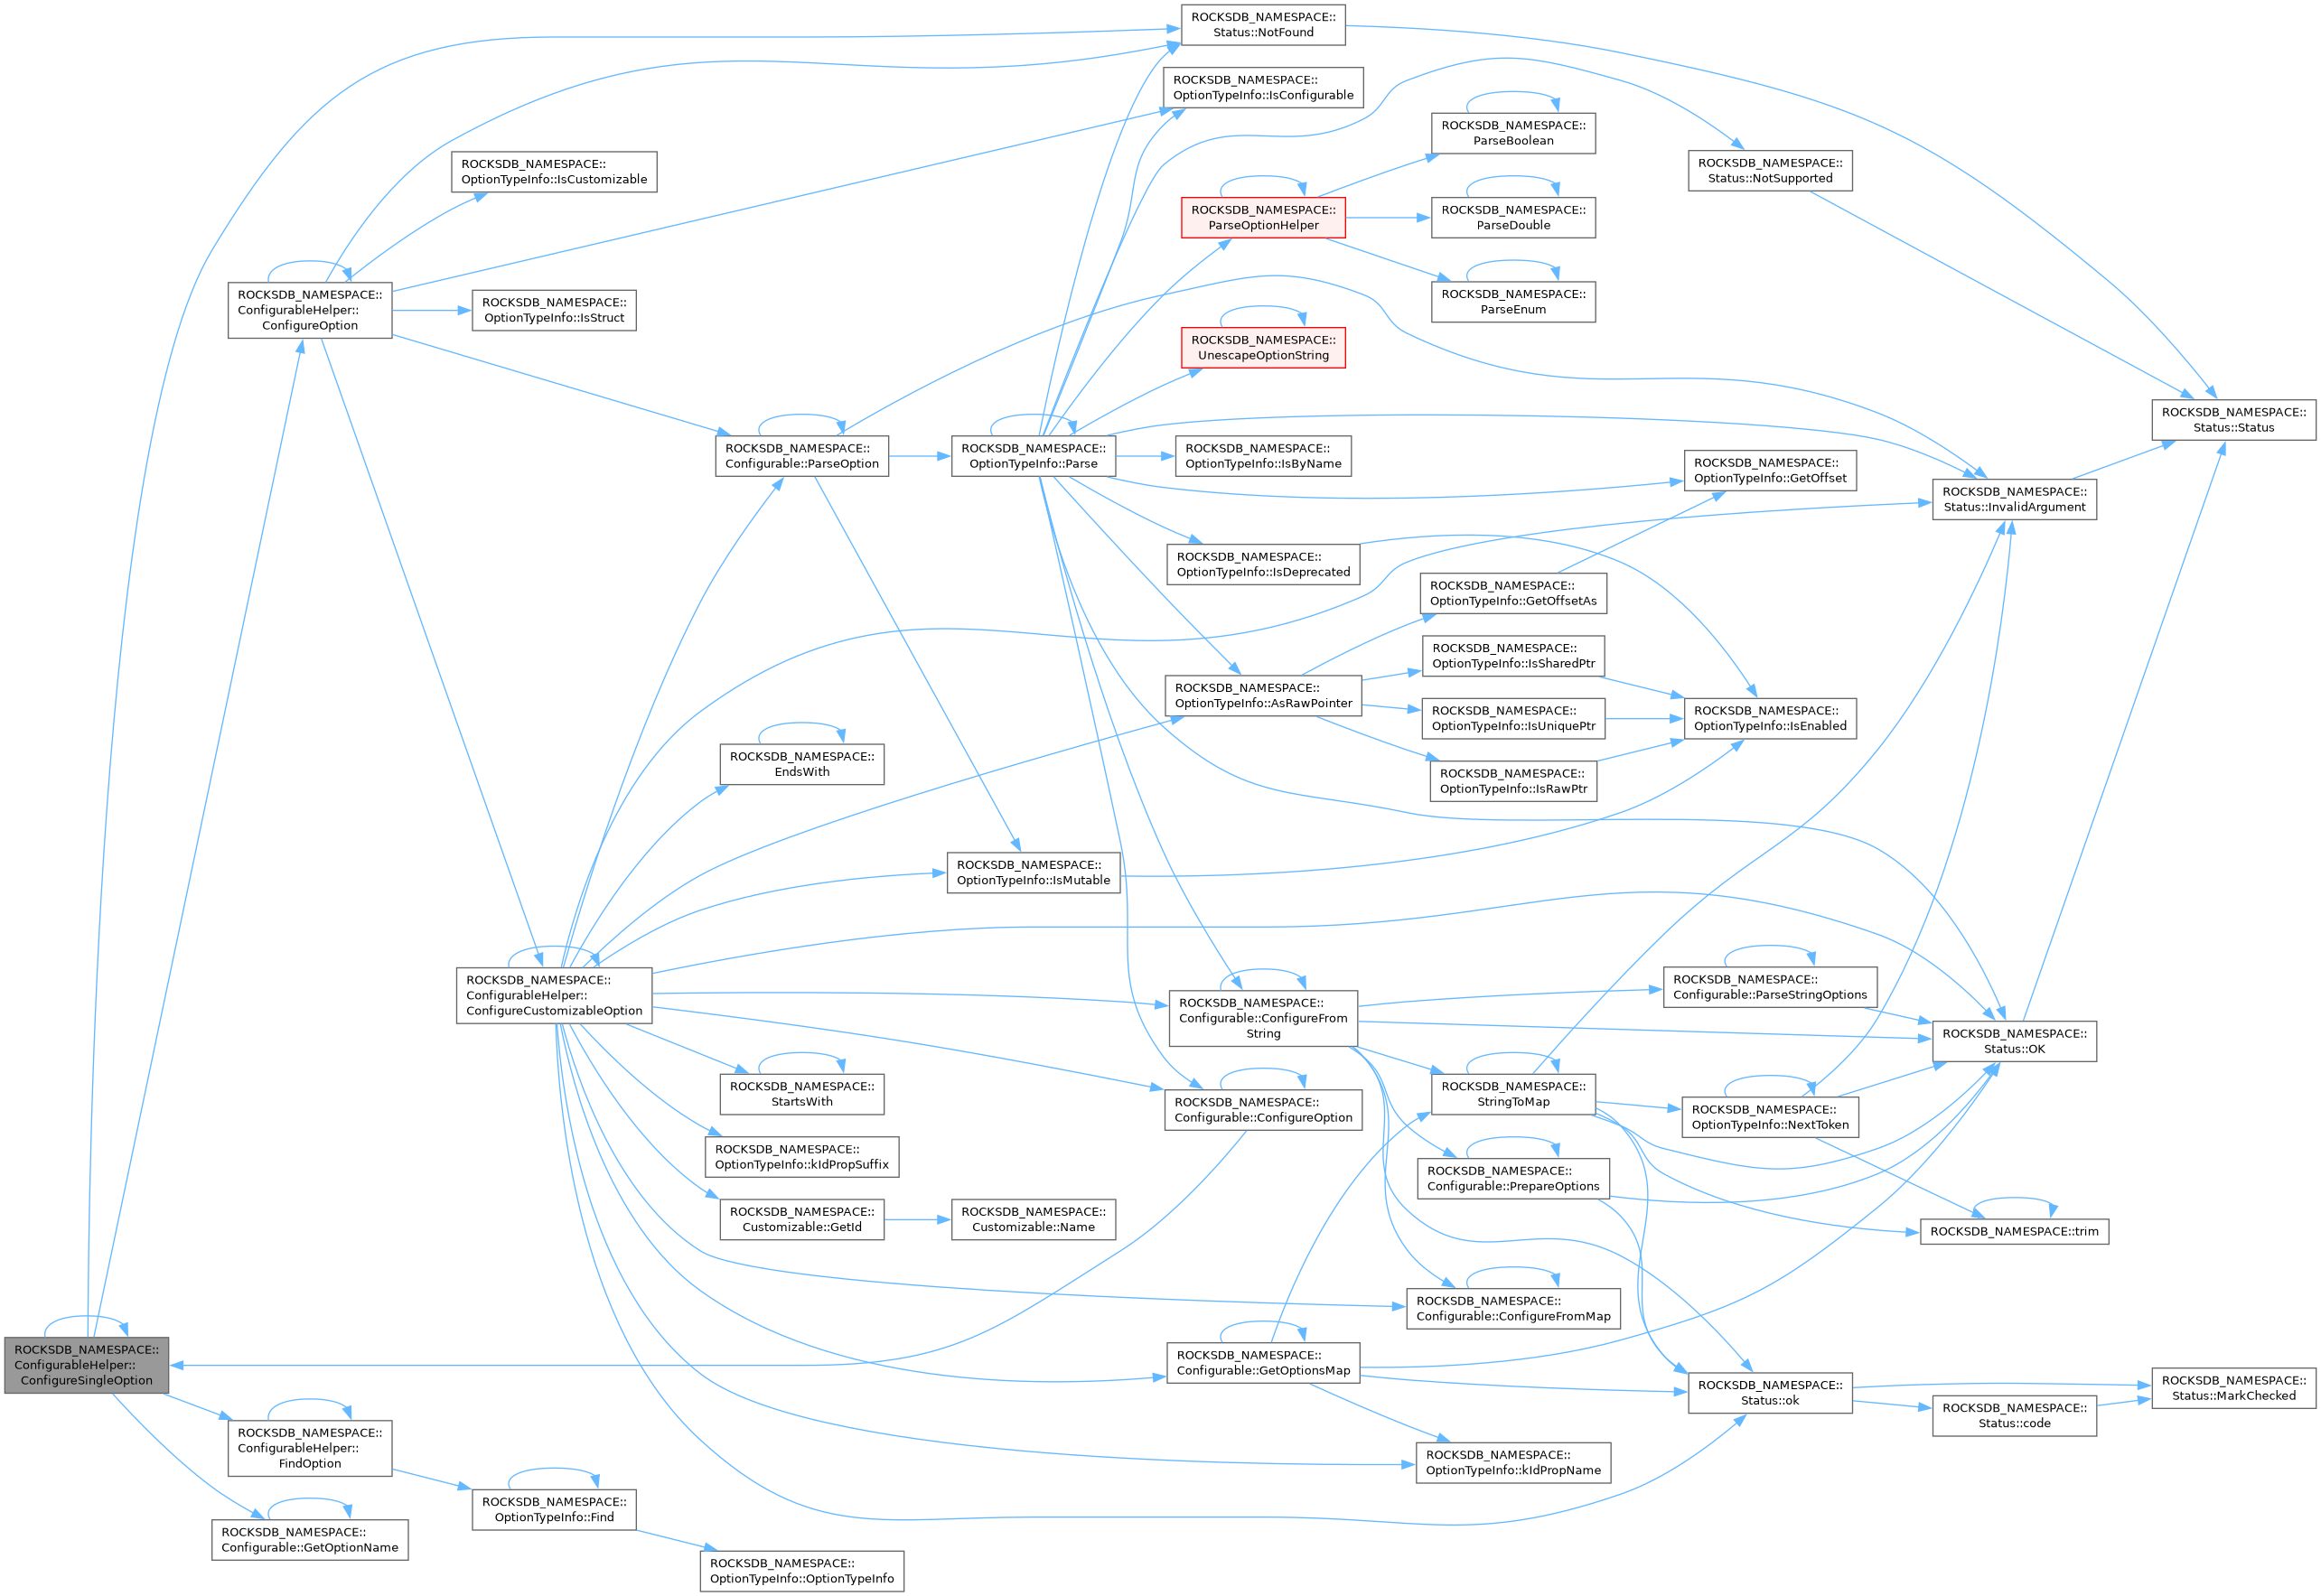 ROCKSDB_NAMESPACE::
Status::NotFound
ROCKSDB_NAMESPACE::
OptionTypeInfo::IsConfigurable
ROCKSDB_NAMESPACE::
ParseBoolean
ROCKSDB_NAMESPACE::
OptionTypeInfo::IsCustomizable
ROCKSDB_NAMESPACE::
Status::NotSupported
ROCKSDB_NAMESPACE::
ParseOptionHelper
ROCKSDB_NAMESPACE::
ParseDouble
ROCKSDB_NAMESPACE::
ConfigurableHelper::
ConfigureOption
ROCKSDB_NAMESPACE::
OptionTypeInfo::IsStruct
ROCKSDB_NAMESPACE::
ParseEnum
ROCKSDB_NAMESPACE::
UnescapeOptionString
ROCKSDB_NAMESPACE::
Status::Status
ROCKSDB_NAMESPACE::
Configurable::ParseOption
ROCKSDB_NAMESPACE::
OptionTypeInfo::Parse
ROCKSDB_NAMESPACE::
OptionTypeInfo::IsByName
ROCKSDB_NAMESPACE::
OptionTypeInfo::GetOffset
ROCKSDB_NAMESPACE::
Status::InvalidArgument
ROCKSDB_NAMESPACE::
OptionTypeInfo::IsDeprecated
ROCKSDB_NAMESPACE::
OptionTypeInfo::GetOffsetAs
ROCKSDB_NAMESPACE::
OptionTypeInfo::IsSharedPtr
ROCKSDB_NAMESPACE::
OptionTypeInfo::AsRawPointer
ROCKSDB_NAMESPACE::
OptionTypeInfo::IsUniquePtr
ROCKSDB_NAMESPACE::
OptionTypeInfo::IsEnabled
ROCKSDB_NAMESPACE::
EndsWith
ROCKSDB_NAMESPACE::
OptionTypeInfo::IsRawPtr
ROCKSDB_NAMESPACE::
OptionTypeInfo::IsMutable
ROCKSDB_NAMESPACE::
ConfigurableHelper::
ConfigureCustomizableOption
ROCKSDB_NAMESPACE::
Configurable::ConfigureFrom
String
ROCKSDB_NAMESPACE::
Configurable::ParseStringOptions
ROCKSDB_NAMESPACE::
Status::OK
ROCKSDB_NAMESPACE::
StartsWith
ROCKSDB_NAMESPACE::
Configurable::ConfigureOption
ROCKSDB_NAMESPACE::
StringToMap
ROCKSDB_NAMESPACE::
OptionTypeInfo::NextToken
ROCKSDB_NAMESPACE::
OptionTypeInfo::kIdPropSuffix
ROCKSDB_NAMESPACE::
Configurable::PrepareOptions
ROCKSDB_NAMESPACE::
Customizable::GetId
ROCKSDB_NAMESPACE::
Customizable::Name
ROCKSDB_NAMESPACE::trim
ROCKSDB_NAMESPACE::
Configurable::ConfigureFromMap
ROCKSDB_NAMESPACE::
ConfigurableHelper::
ConfigureSingleOption
ROCKSDB_NAMESPACE::
Configurable::GetOptionsMap
ROCKSDB_NAMESPACE::
Status::ok
ROCKSDB_NAMESPACE::
Status::code
ROCKSDB_NAMESPACE::
Status::MarkChecked
ROCKSDB_NAMESPACE::
ConfigurableHelper::
FindOption
ROCKSDB_NAMESPACE::
OptionTypeInfo::kIdPropName
ROCKSDB_NAMESPACE::
OptionTypeInfo::Find
ROCKSDB_NAMESPACE::
Configurable::GetOptionName
ROCKSDB_NAMESPACE::
OptionTypeInfo::OptionTypeInfo